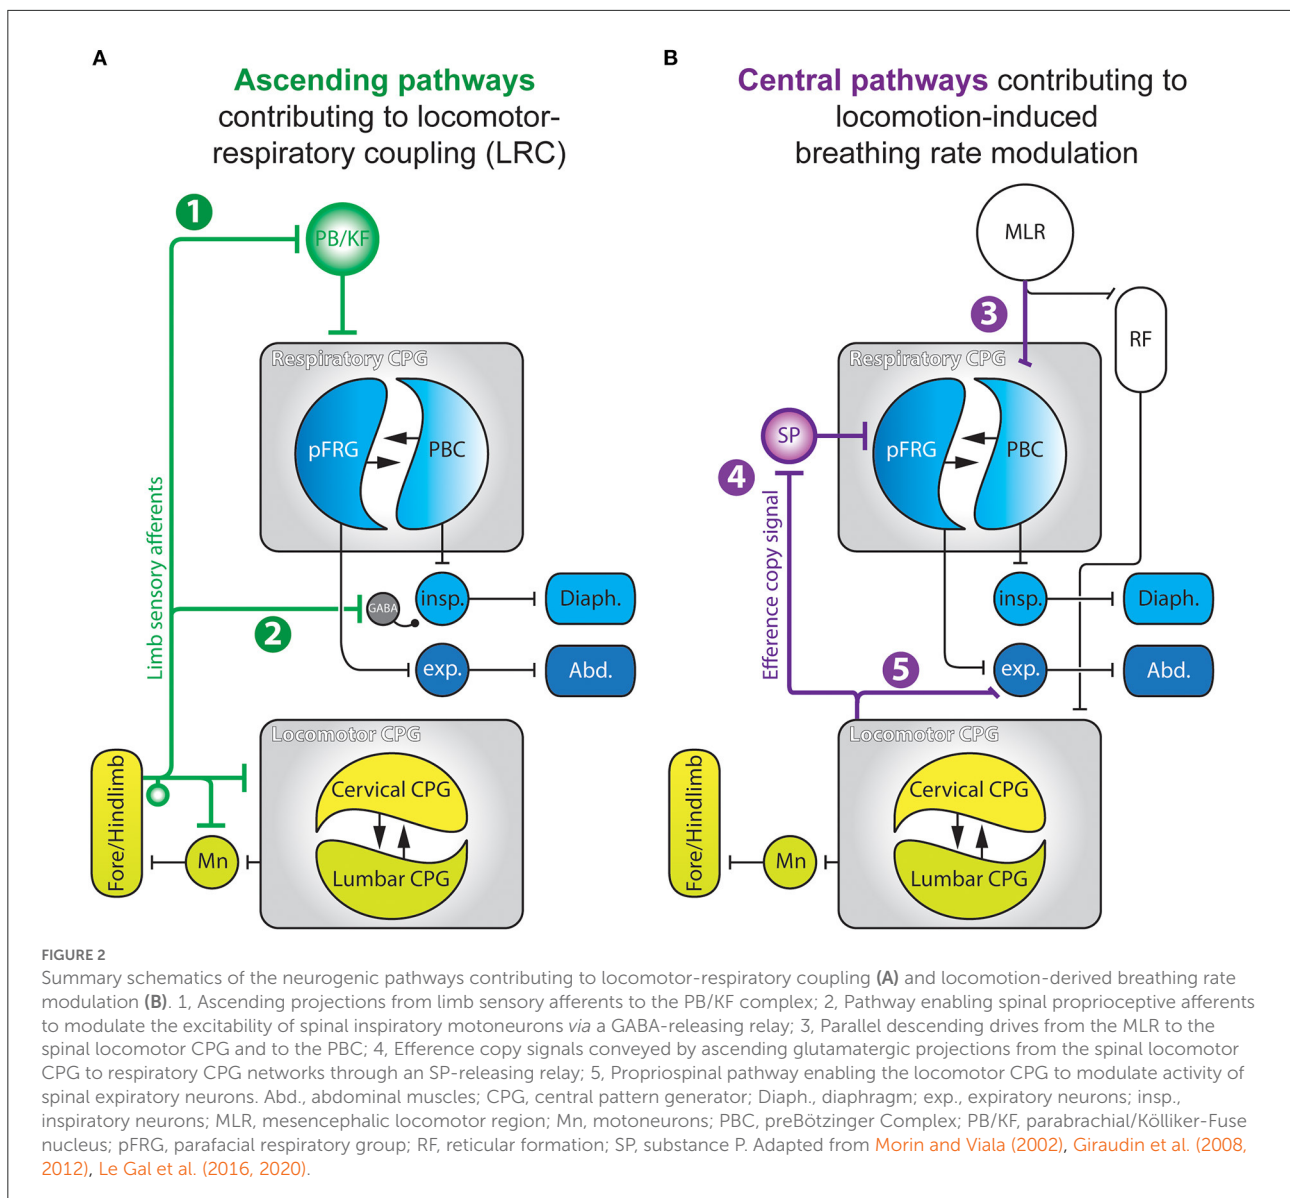 A
Ascending pathways
contributing to locomotor-
respiratory coupling (LRC)
1
PB/KF
Respiratory CPG
pFRG
PBC
Limb sensory afferents
GABA
insp.
Diaph.
2
exp.
Abd.
Locomotor CPG
Fore/Hindlimb
Cervical CPG
Mn
Lumbar CPG
B
Central pathways contributing to
locomotion-induced
breathing rate modulation
MLR
3
RF
Respiratory CPG
SP
pFRG
PBC
4
Efference copy signal
insp.
Diaph.
5
exp.
Abd.
Locomotor CPG
Fore/Hindlimb
Cervical CPG
Mn
Lumbar CPG
FIGURE 2
Summary schematics of the neurogenic pathways contributing to locomotor-respiratory coupling (A) and locomotion-derived breathing rate
modulation (B). 1, Ascending projections from limb sensory afferents to the PB/KF complex; 2, Pathway enabling spinal proprioceptive afferents
to modulate the excitability of spinal inspiratory motoneurons via a GABA-releasing relay; 3, Parallel descending drives from the MLR to the
spinal locomotor CPG and to the PBC; 4, Efference copy signals conveyed by ascending glutamatergic projections from the spinal locomotor
CPG to respiratory CPG networks through an SP-releasing relay; 5, Propriospinal pathway enabling the locomotor CPG to modulate activity of
spinal expiratory neurons. Abd., abdominal muscles; CPG, central pattern generator; Diaph., diaphragm; exp., expiratory neurons; insp.,
inspiratory neurons; MLR, mesencephalic locomotor region; Mn, motoneurons; PBC, preBötzinger Complex; PB/KF, parabrachial/Kölliker-Fuse
nucleus; pFRG, parafacial respiratory group; RF, reticular formation; SP, substance P. Adapted from Morin and Viala (2002), Giraudin et al. (2008,
2012), Le Gal et al. (2016, 2020).